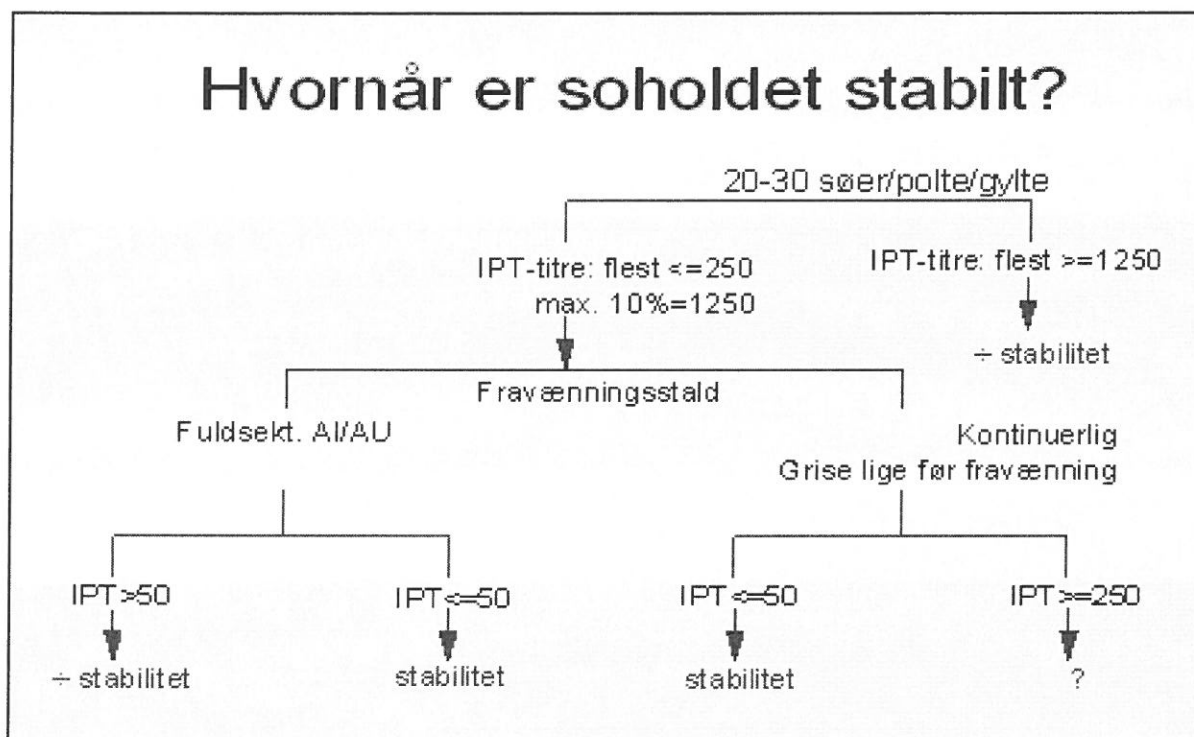 Hvornår er soholdet stabilt?
20-30 søer/polte/gylte
IPT-titre: flest <=250
max. 10%=1250
IPT-titre: flest >=1250
÷ stabilitet
Fravænningsstald
Fuldsekt. AI/AU
Kontinuerlig
Grise lige før fravænning
IPT>50
IPT<=50
IPT<=50
IPT>=250
÷ stabilitet
stabilitet
stabilitet
?